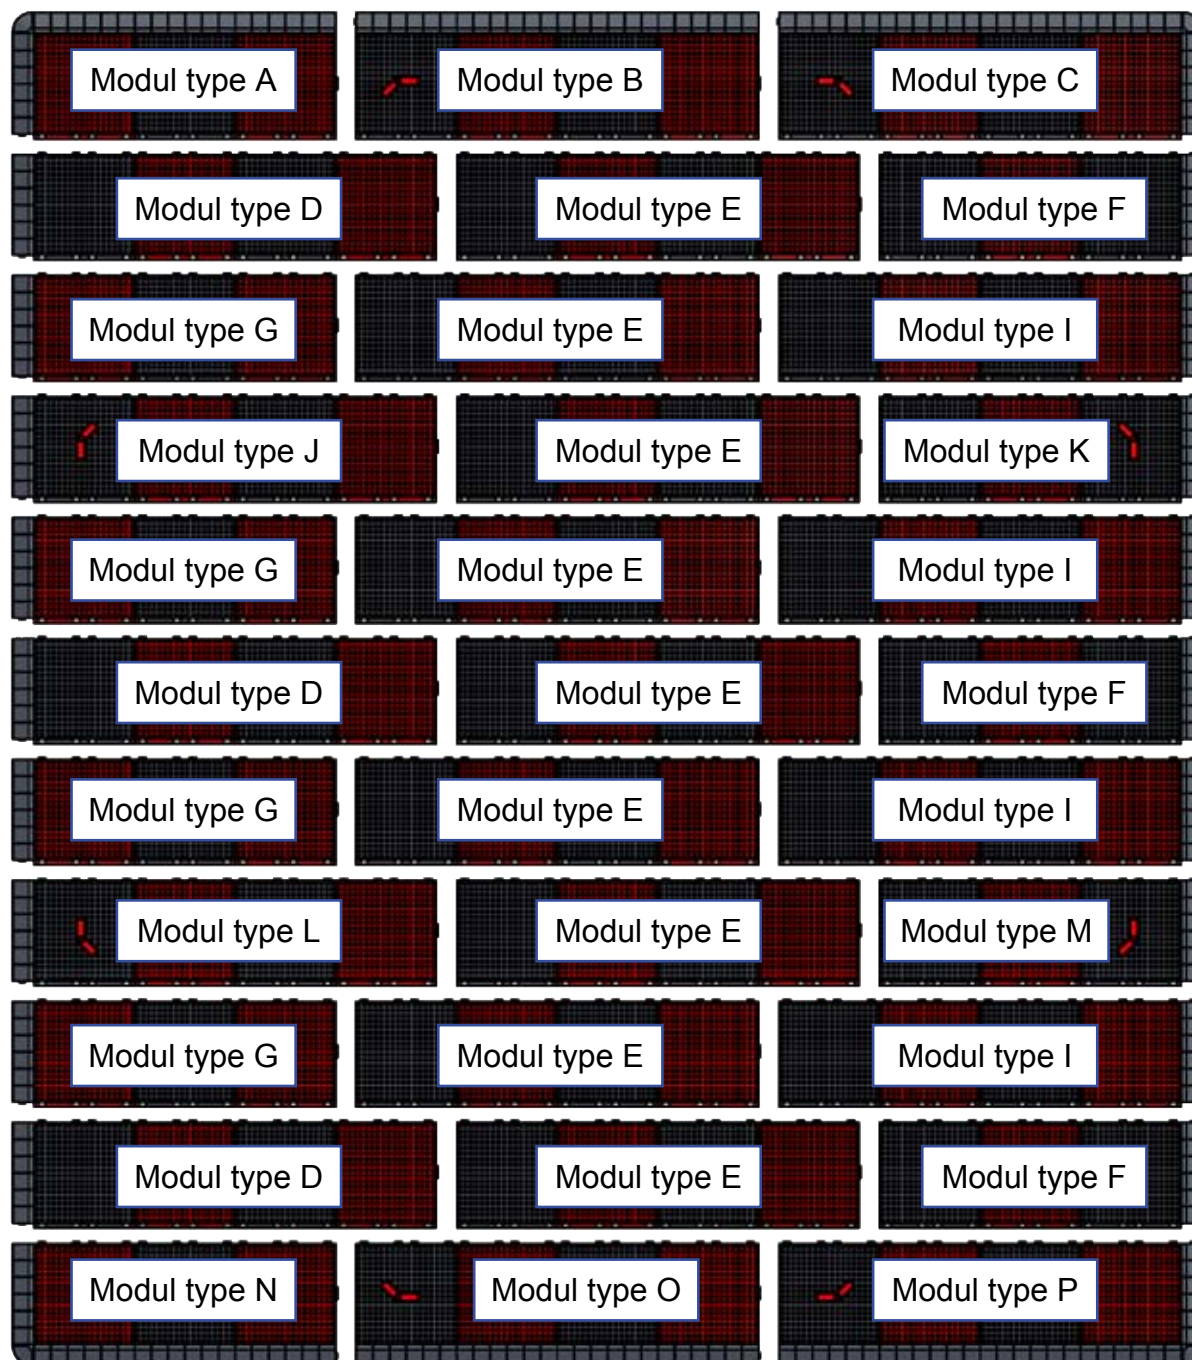 Modul type A
Modul type B
Modul type C
Modul type D
Modul type E
Modul type F
Modul type G
Modul type E
Modul type I
Modul type J
Modul type E
Modul type K
Modul type G
Modul type E
Modul type I
Modul type D
Modul type E
Modul type F
Modul type G
Modul type E
Modul type I
Modul type L
Modul type E
Modul type M
Modul type G
Modul type E
Modul type I
Modul type D
Modul type E
Modul type F
Modul type N
Modul type O
Modul type P